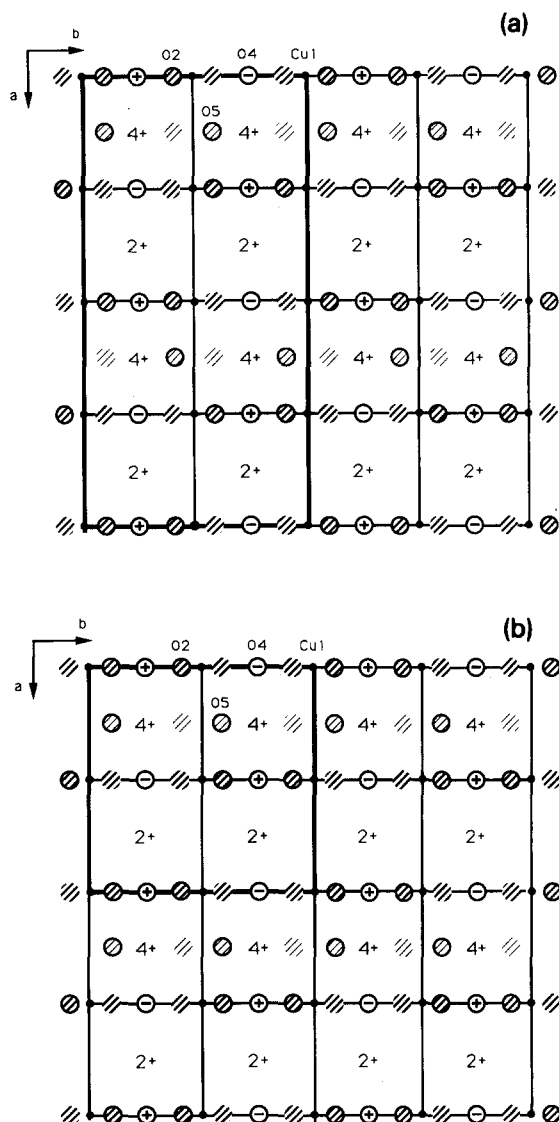 (a)
b O2 O4 Cu1
⊕ ⊖ ⊕ ⊖
a
O5
4+ 4+ 4+ 4+
⊖ ⊕ ⊖ ⊕
2+ 2+ 2+ 2+
⊕ ⊖ ⊕ ⊖
4+ 4+ 4+ 4+
⊖ ⊕ ⊖ ⊕
2+ 2+ 2+ 2+
⊕ ⊖ ⊕ ⊖
(b)
b O2 O4 Cu1
⊕ ⊖ ⊕ ⊖
a
O5
4+ 4+ 4+ 4+
⊖ ⊕ ⊖ ⊕
2+ 2+ 2+ 2+
⊕ ⊖ ⊕ ⊖
4+ 4+ 4+ 4+
⊖ ⊕ ⊖ ⊕
2+ 2+ 2+ 2+
⊕ ⊖ ⊕ ⊖